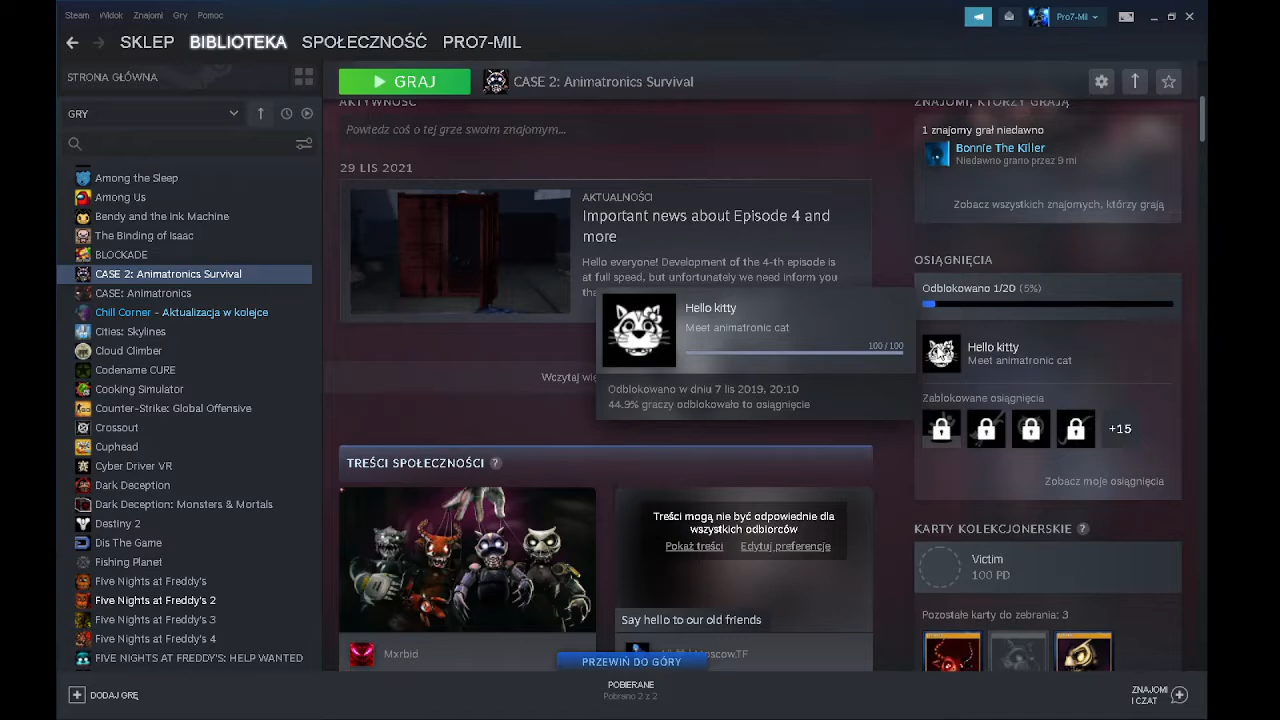 Steam Widok Znajomi Gry Pomoc
Pro7-Mil
SKLEP BIBLIOTEKA SPOŁECZNOŚĆ PRO7-MIL
STRONA GŁÓWNA
GRY
Among the Sleep
Among Us
Bendy and the Ink Machine
The Binding of Isaac
BLOCKADE
CASE 2: Animatronics Survival
CASE: Animatronics
Chill Corner - Aktualizacja w kolejce
Cities: Skylines
Cloud Climber
Codename CURE
Cooking Simulator
Counter-Strike: Global Offensive
Crossout
Cuphead
Cyber Driver VR
Dark Deception
Dark Deception: Monsters & Mortals
Destiny 2
Dis The Game
Fishing Planet
Five Nights at Freddy's
Five Nights at Freddy's 2
Five Nights at Freddy's 3
Five Nights at Freddy's 4
FIVE NIGHTS AT FREDDY'S: HELP WANTED
DODAJ GRĘ
GRAJ
CASE 2: Animatronics Survival
AKTYWNOŚĆ
Powiedz coś o tej grze swoim znajomym...
29 LIS 2021
AKTUALNOŚCI
Important news about Episode 4 and
more
Hello everyone! Development of the 4-th episode is
at full speed, but unfortunately we need inform you
Hello kitty
Meet animatronic cat
100 / 100
Odblokowano w dniu 7 lis 2019, 20:10
44.9% graczy odblokowało to osiągnięcie
Wczytaj
TREŚCI SPOŁECZNOŚCI ?
Treści mogą nie być odpowiednie dla
wszystkich odbiorców
Pokaż treści Edytuj preferencje
Say hello to our old friends
Mxrbid
PRZEWIŃ DO GÓRY
POBIERANE
Pobrano 2 z 2
ZNAJOMI, KTÓRZY GRAJĄ
1 znajomy grał niedawno
Bonnie The Killer
Niedawno grano przez 9 mi
Zobacz wszystkich znajomych, którzy grają
OSIĄGNIĘCIA
Odblokowano 1/20 (5%)
Hello kitty
Meet animatronic cat
Zablokowane osiągnięcia
+15
Zobacz moje osiągnięcia
KARTY KOLEKCJONERSKIE ?
Victim
100 PD
Pozostałe karty do zebrania: 3
ZNAJOMI
I CZAT